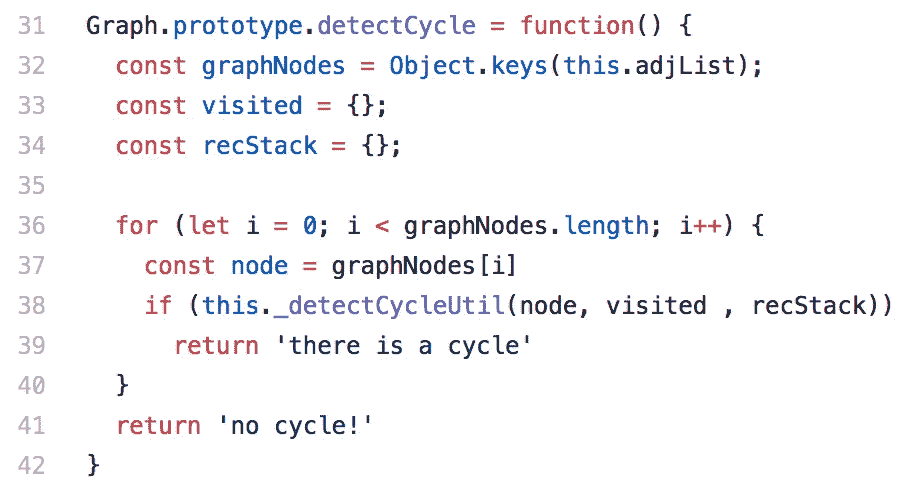 31 Graph.prototype.detectCycle = function() {
32   const graphNodes = Object.keys(this.adjList);
33   const visited = {};
34   const recStack = {};
35
36   for (let i = 0; i < graphNodes.length; i++) {
37     const node = graphNodes[i]
38     if (this._detectCycleUtil(node, visited , recStack))
39       return 'there is a cycle'
40   }
41   return 'no cycle!'
42 }